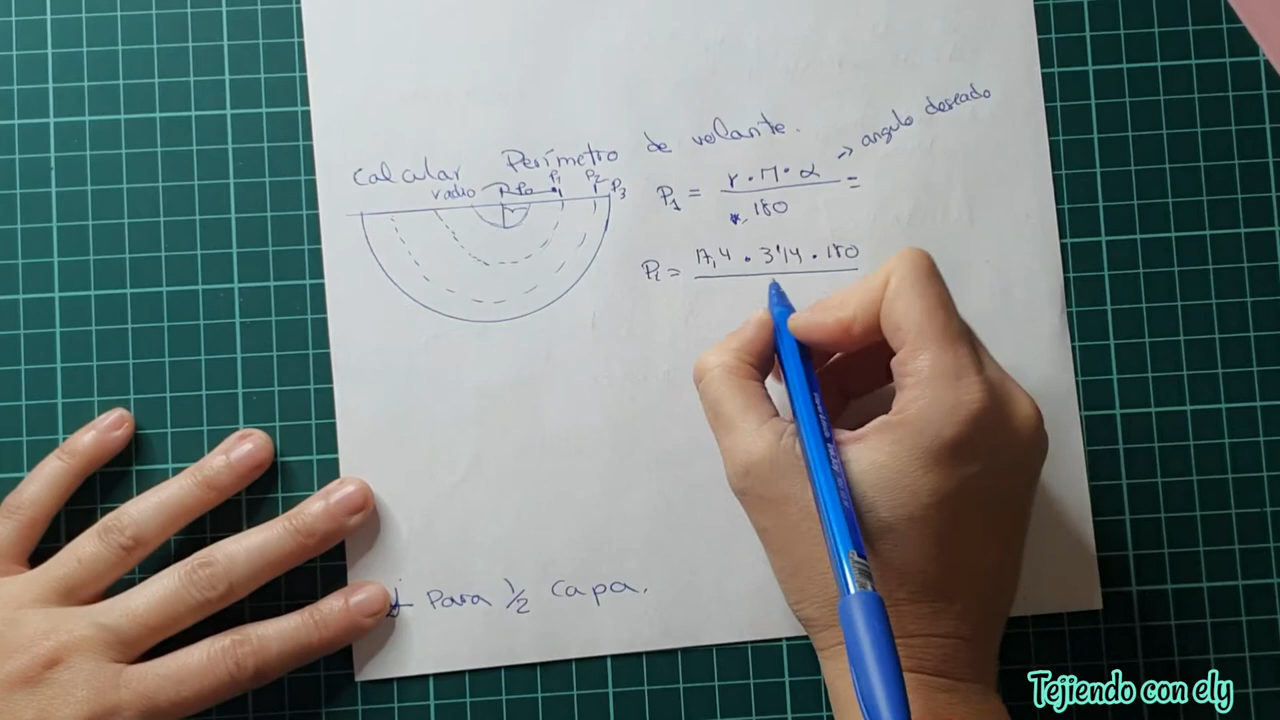 Calcular Perímetro de volante.
radio P0 P1 P2 P3
P1 = r·π·α / 180 = -> angulo deseado
P1 = 17,4 · 3'14 · 180
Para 1/2 capa.
Tejiendo con ely